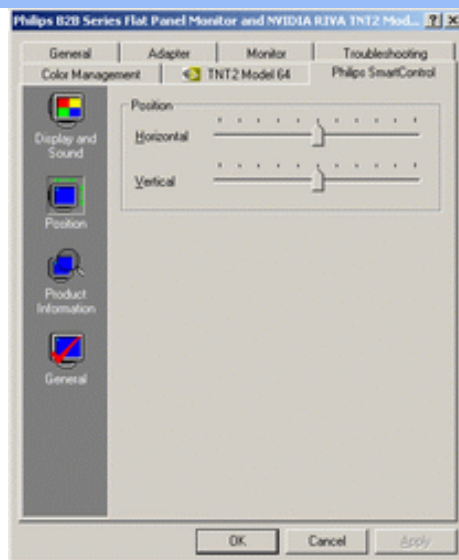 Philips B2B Series Flat Panel Monitor and NVIDIA RIVA TNT2 Mod...
General Adapter Monitor Troubleshooting
Color Management TNT2 Model 64 Philips SmartControl
Display and
Sound
Position
Product
Information
General
Position
Horizontal
Vertical
OK Cancel Apply